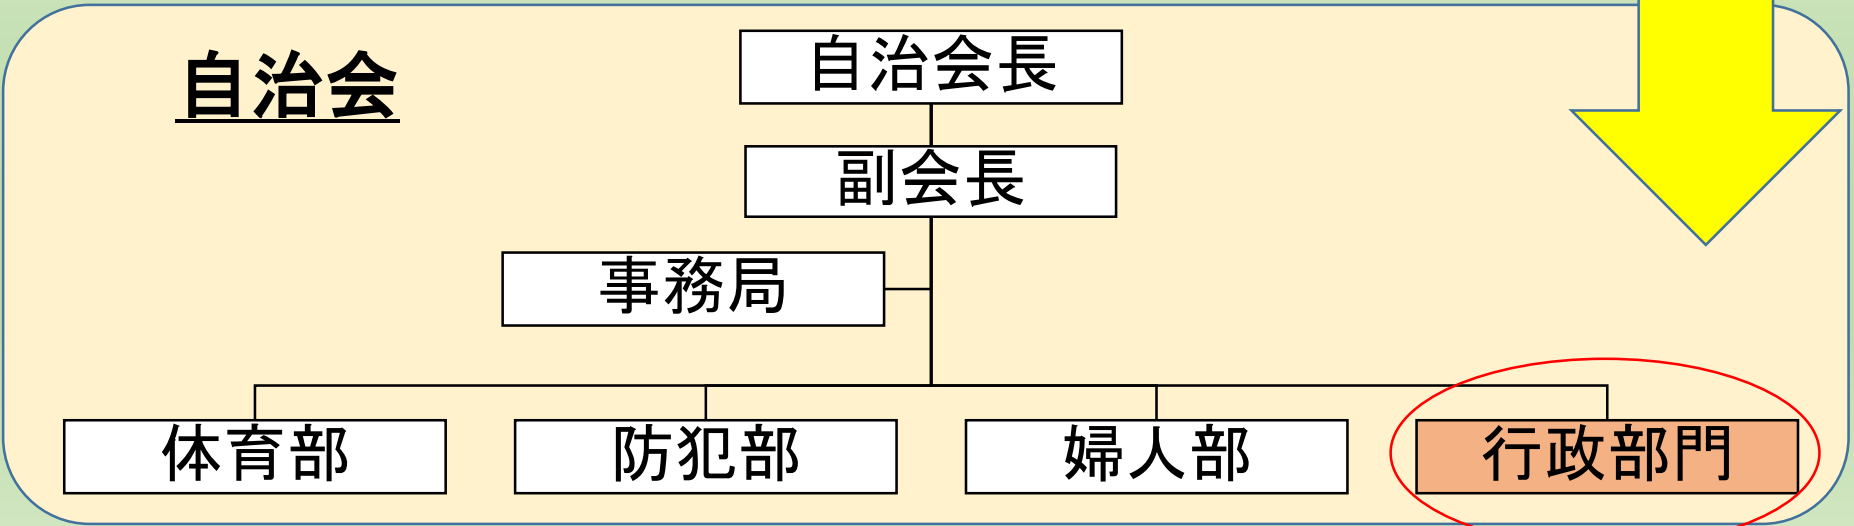 自治会
自治会長
副会長
事務局
体育部
防犯部
婦人部
行政部門